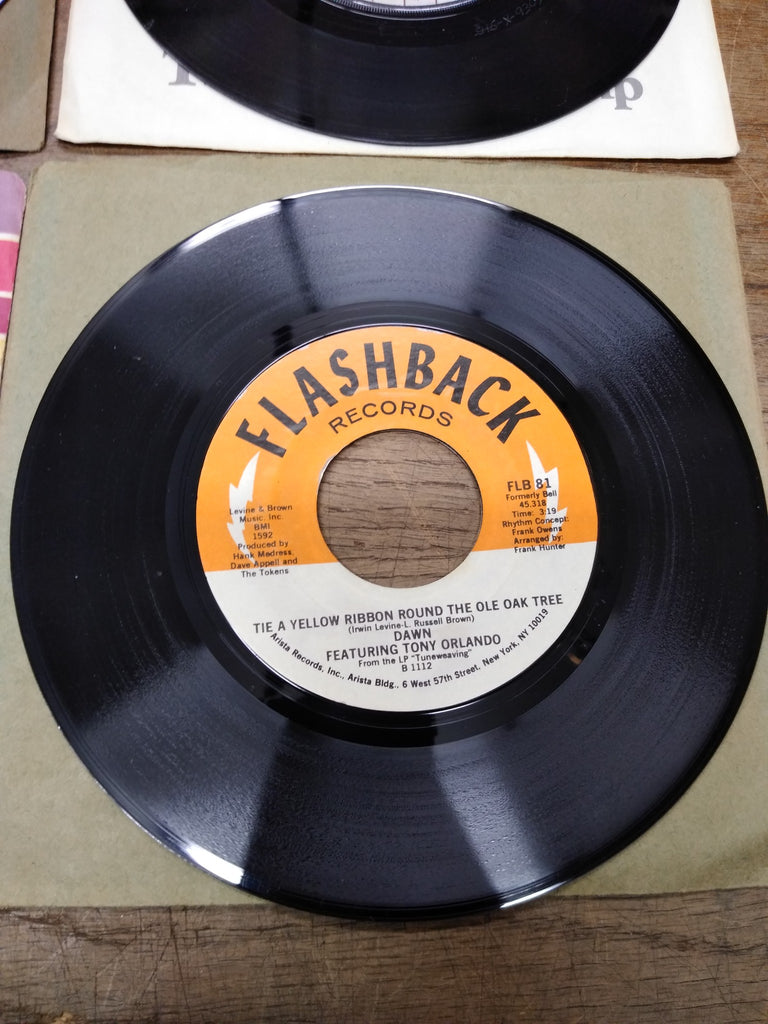 FLASHBACK
RECORDS
Levine & Brown
Music, Inc.
BMI
1592
Produced by
Hank Medress,
Dave Appell and
The Tokens
FLB 81
Formerly Bell
45,318
Time: 3:19
Rhythm Concept:
Frank Owens
Arranged by:
Frank Hunter
TIE A YELLOW RIBBON ROUND THE OLE OAK TREE
(Irwin Levine-L. Russell Brown)
DAWN
FEATURING TONY ORLANDO
From the LP "Tuneweaving"
B 1112
Arista Records, Inc., Arista Bldg., 6 West 57th Street, New York, NY 10019